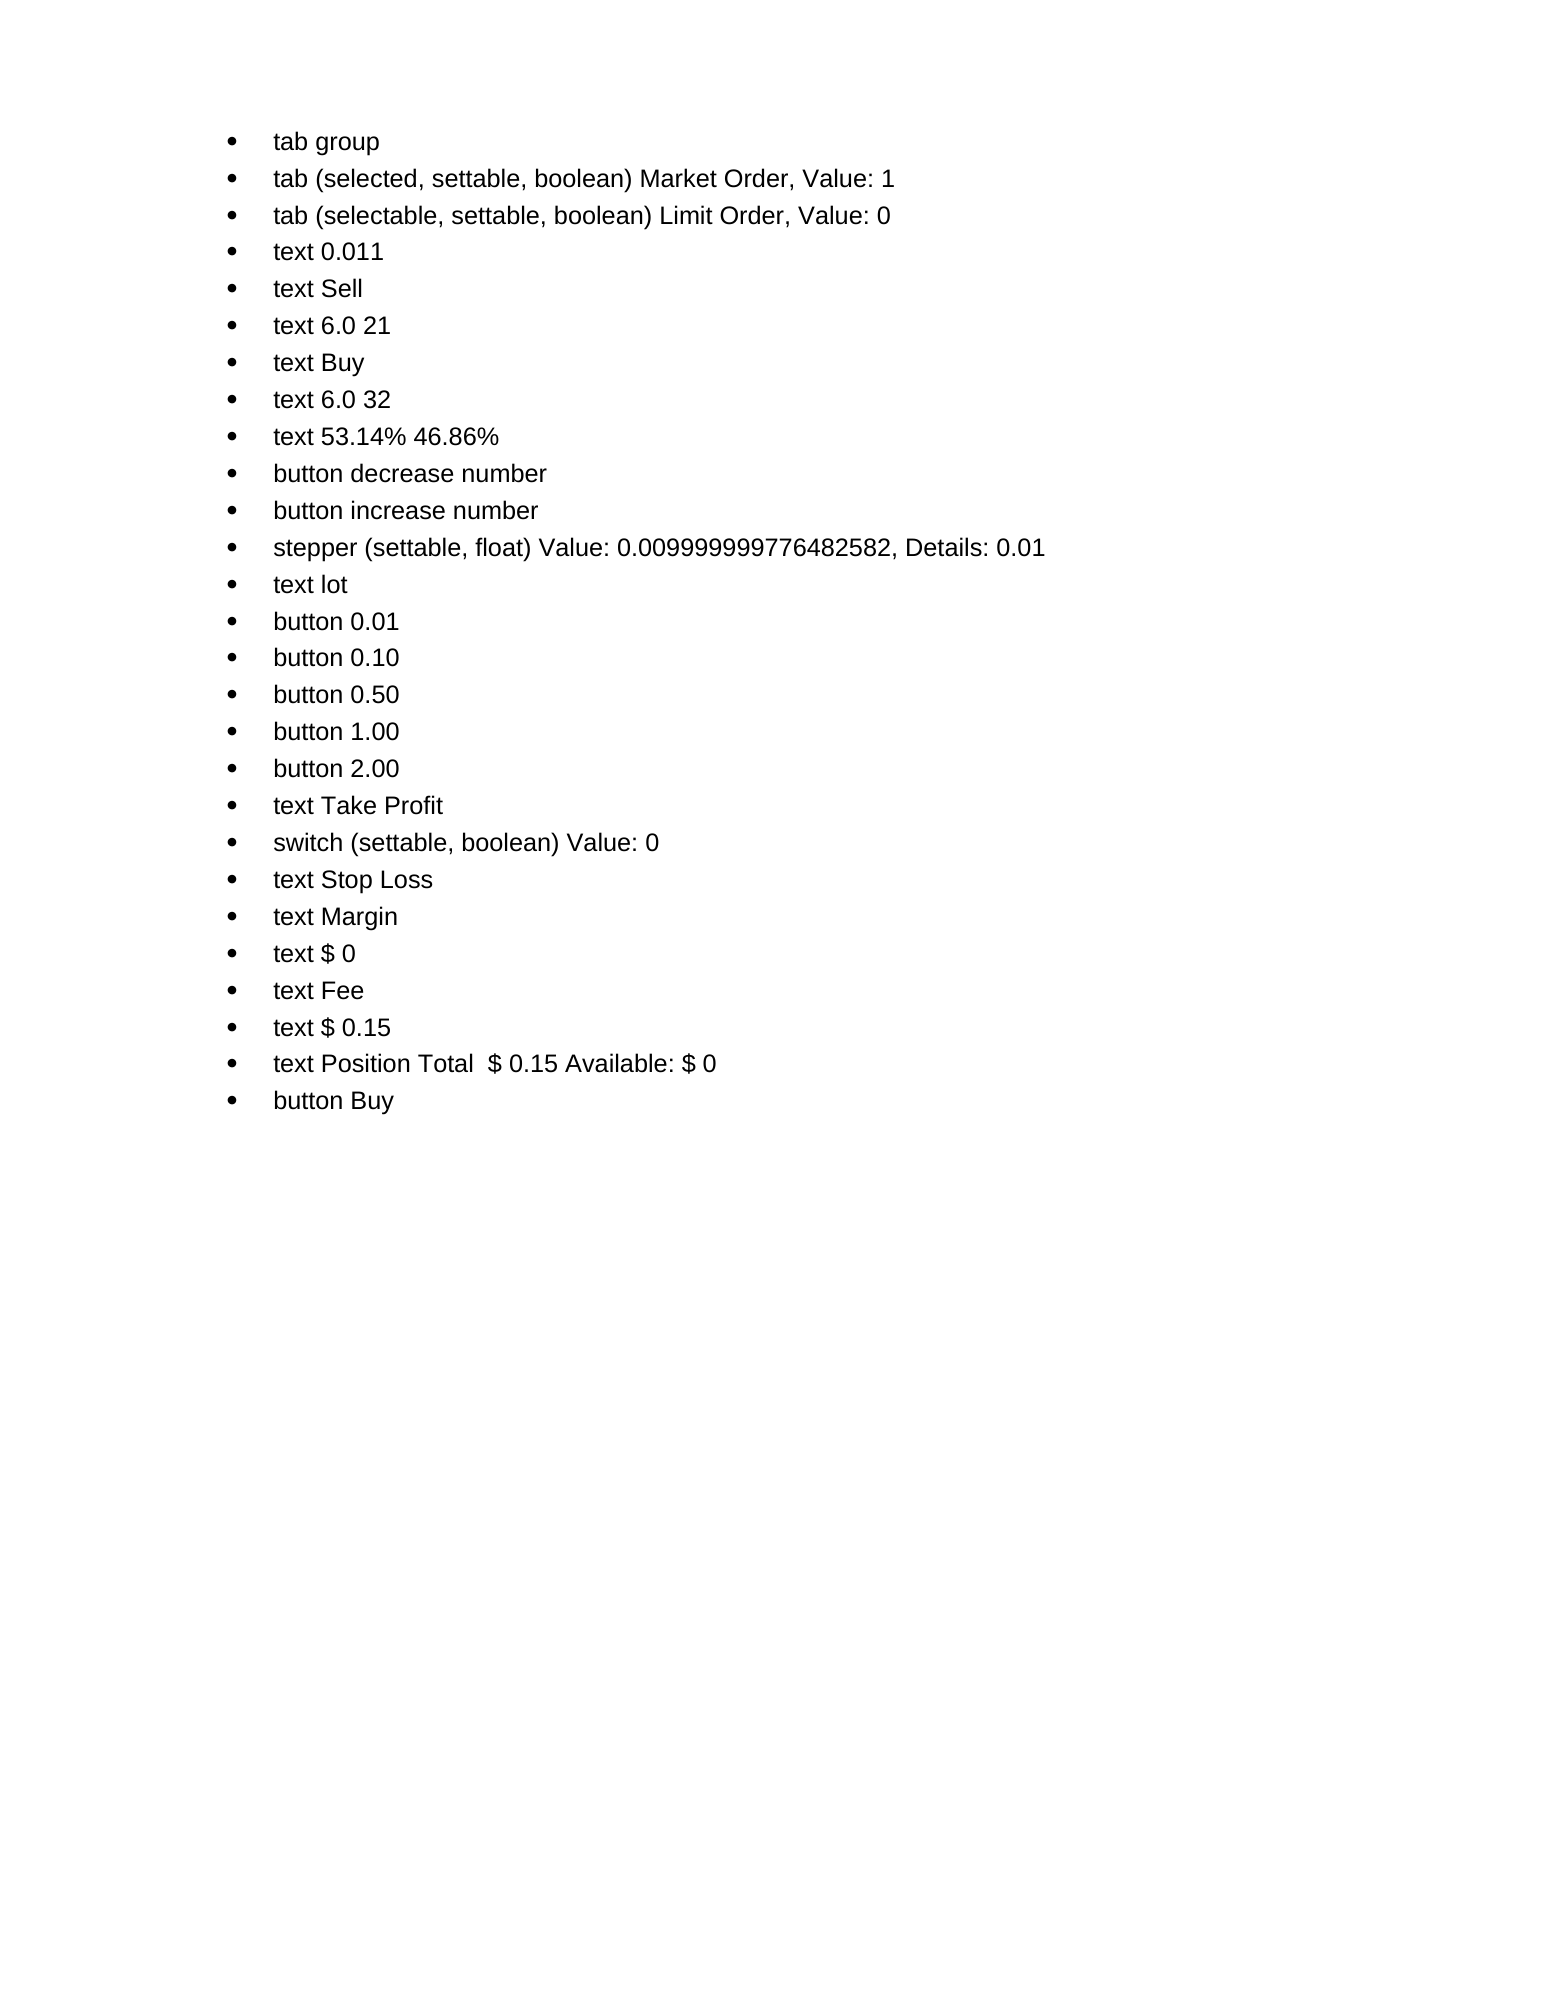 • tab group
• tab (selected, settable, boolean) Market Order, Value: 1
• tab (selectable, settable, boolean) Limit Order, Value: 0
• text 0.011
• text Sell
• text 6.0 21
• text Buy
• text 6.0 32
• text 53.14% 46.86%
• button decrease number
• button increase number
• stepper (settable, float) Value: 0.009999999776482582, Details: 0.01
• text lot
• button 0.01
• button 0.10
• button 0.50
• button 1.00
• button 2.00
• text Take Profit
• switch (settable, boolean) Value: 0
• text Stop Loss
• text Margin
• text $ 0
• text Fee
• text $ 0.15
• text Position Total  $ 0.15 Available: $ 0
• button Buy